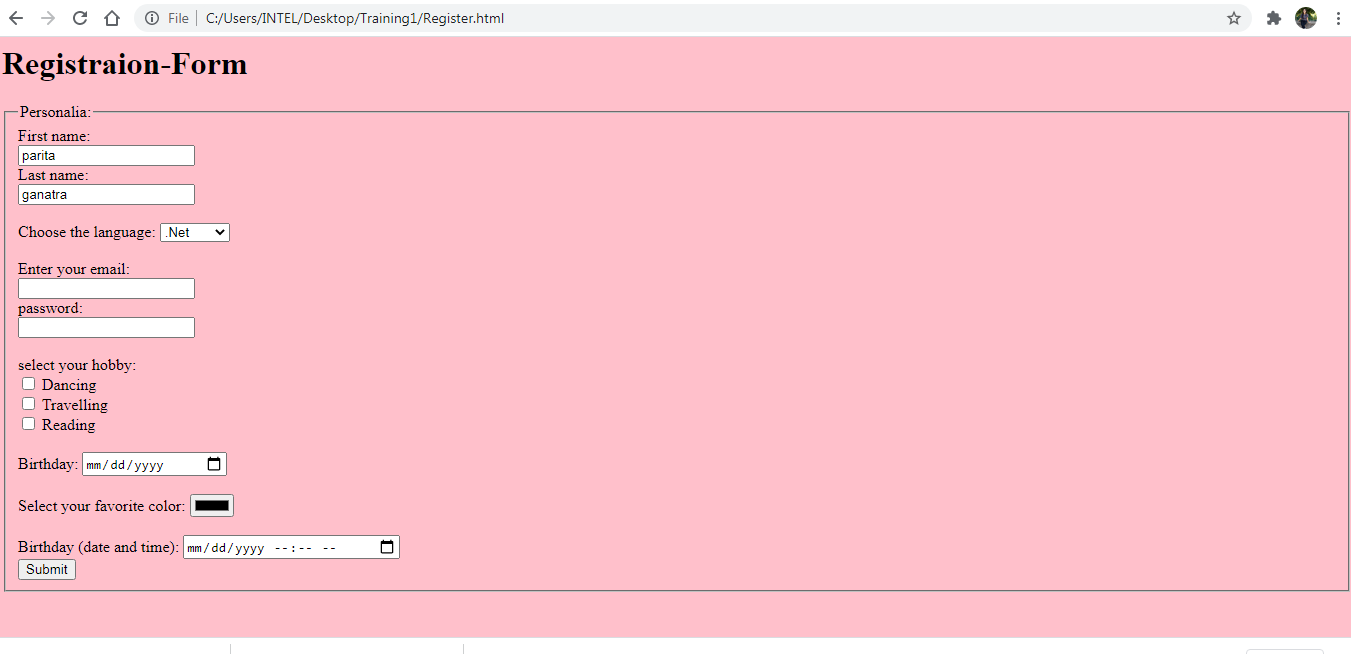 File C:/Users/INTEL/Desktop/Training1/Register.html
Registraion-Form
Personalia:
First name:
parita
Last name:
ganatra
Choose the language: .Net
Enter your email:
password:
select your hobby:
Dancing
Travelling
Reading
Birthday: mm/dd/yyyy
Select your favorite color:
Birthday (date and time): mm/dd/yyyy --:-- --
Submit